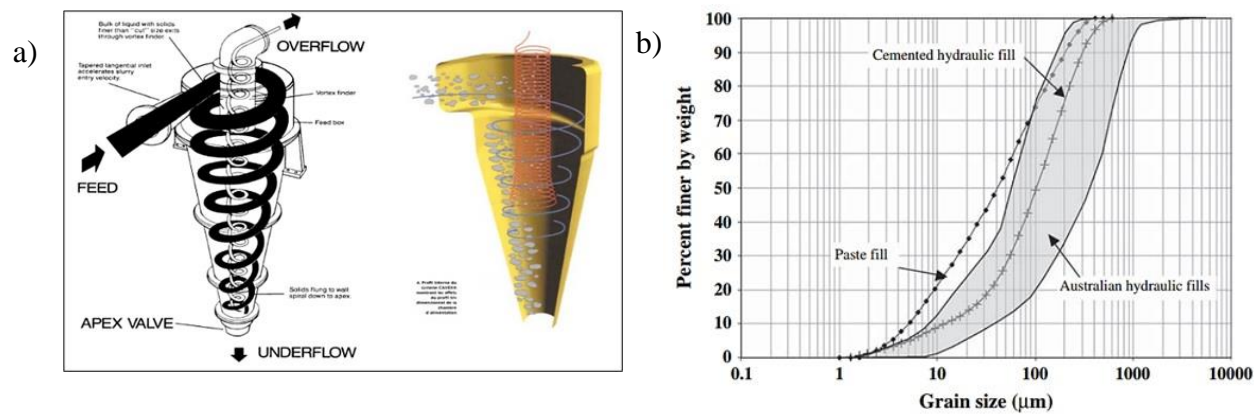 a)
Bulk of liquid with solids
finer than "cut" size exits
through vortex finder.
OVERFLOW
Tapered tangential inlet
accelerates slurry
entry velocity.
Vortex finder
Feed box
FEED
Solids flung to wall
spiral down to apex.
APEX VALVE
UNDERFLOW
b)
Percent finer by weight
100
90
80
70
60
50
40
30
20
10
0
Cemented hydraulic fill
Paste fill
Australian hydraulic fills
0.1
1
10
100
1000
10000
Grain size (μm)